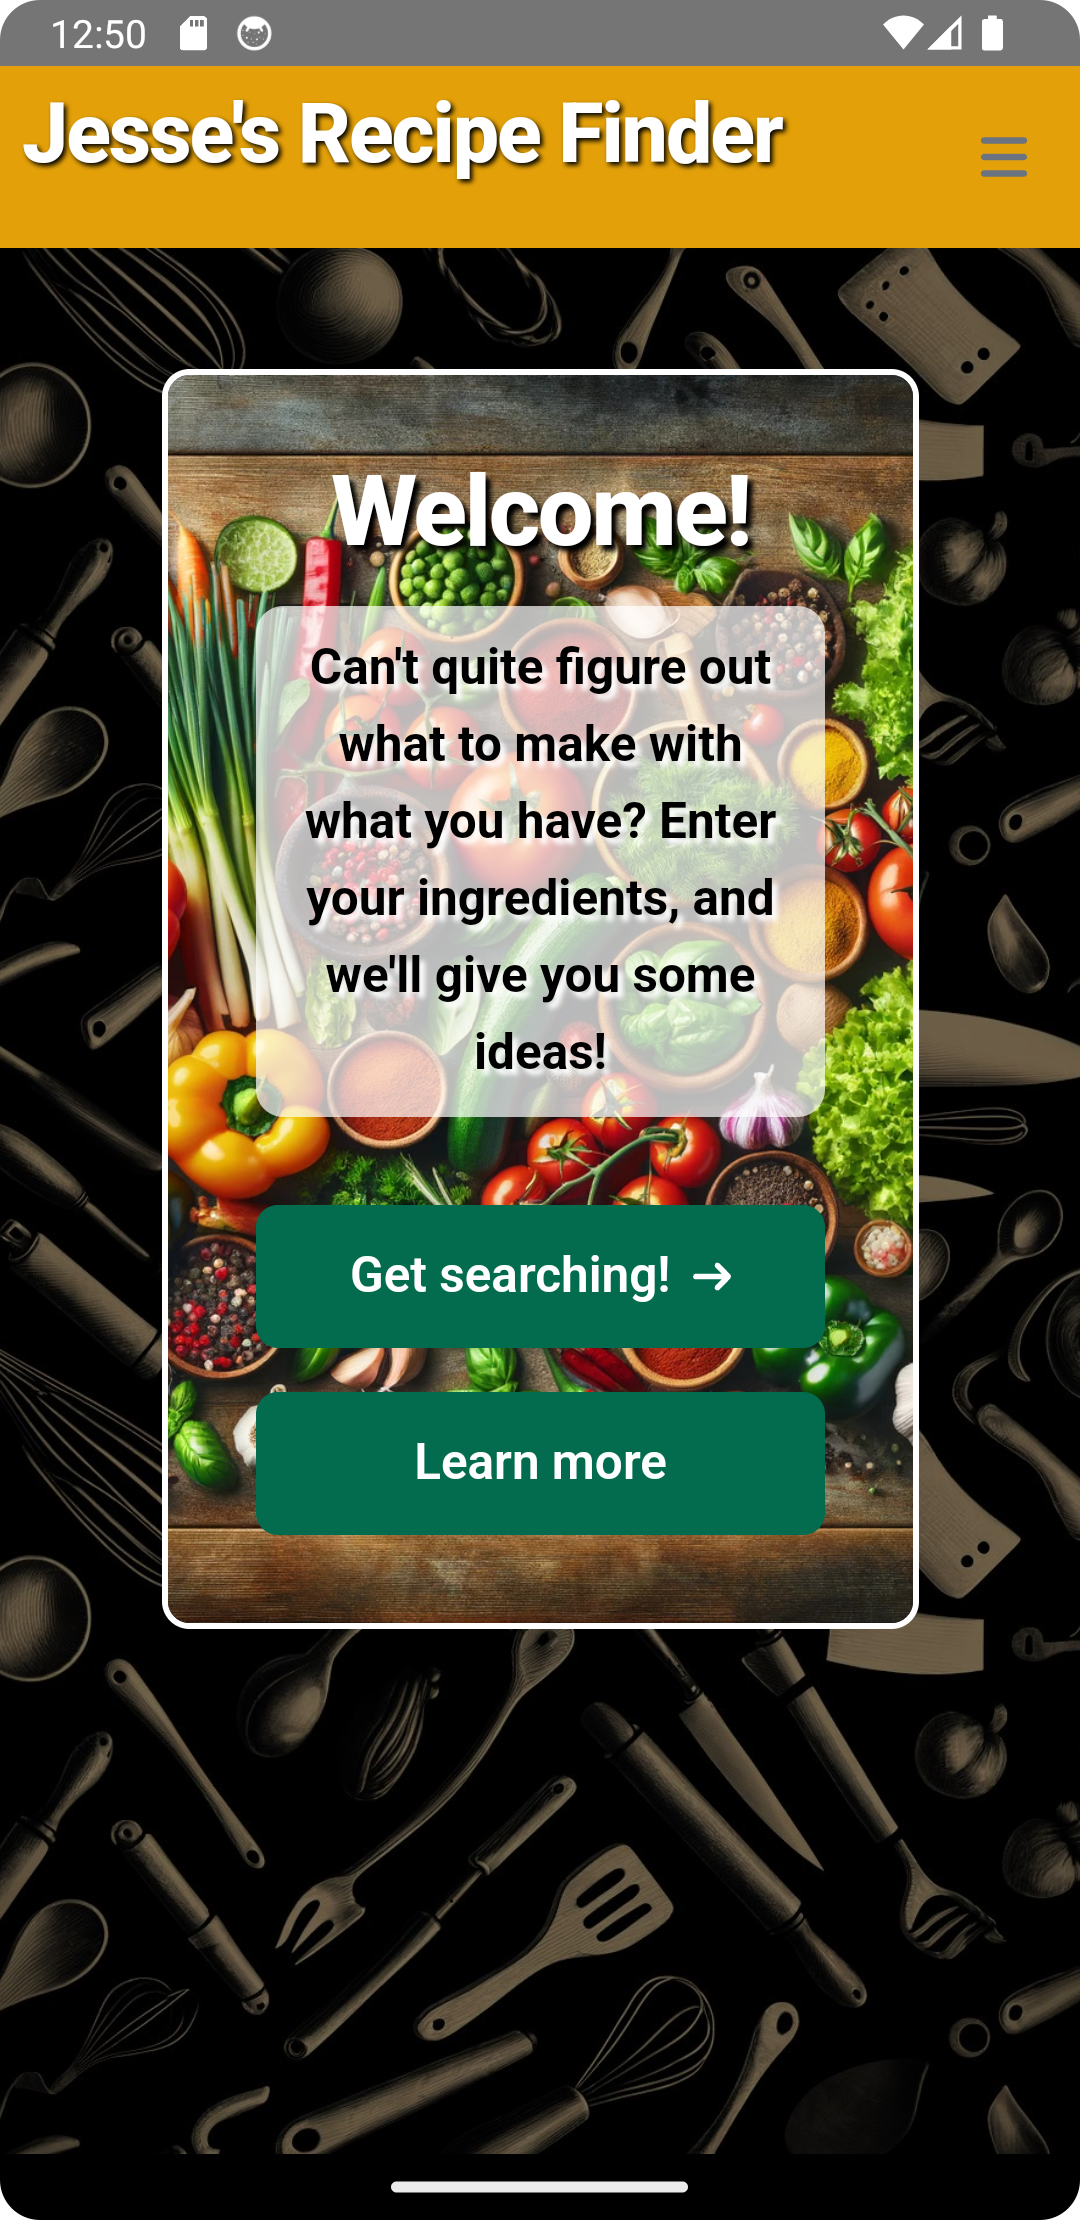 12:50
Jesse's Recipe Finder
Welcome!
Can't quite figure out
what to make with
what you have? Enter
your ingredients, and
we'll give you some
ideas!
Get searching! →
Learn more